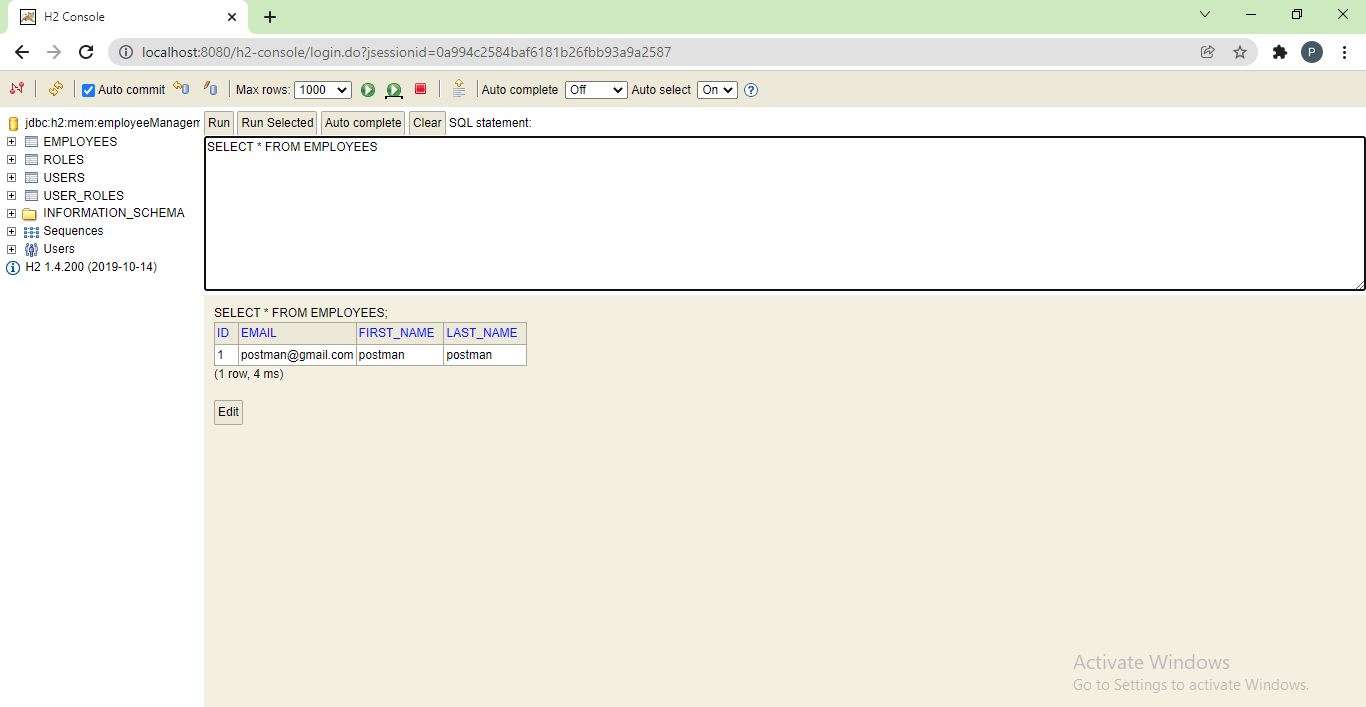 H2 Console
localhost:8080/h2-console/login.do?jsessionid=0a994c2584baf6181b26fbb93a9a2587
P
Auto commit
Max rows: 1000
Auto complete Off
Auto select On
jdbc:h2:mem:employeeManagem
EMPLOYEES
ROLES
USERS
USER_ROLES
INFORMATION_SCHEMA
Sequences
Users
H2 1.4.200 (2019-10-14)
Run Run Selected Auto complete Clear SQL statement:
SELECT * FROM EMPLOYEES
SELECT * FROM EMPLOYEES;
ID EMAIL FIRST_NAME LAST_NAME
1 postman@gmail.com postman postman
(1 row, 4 ms)
Edit
Activate Windows
Go to Settings to activate Windows.